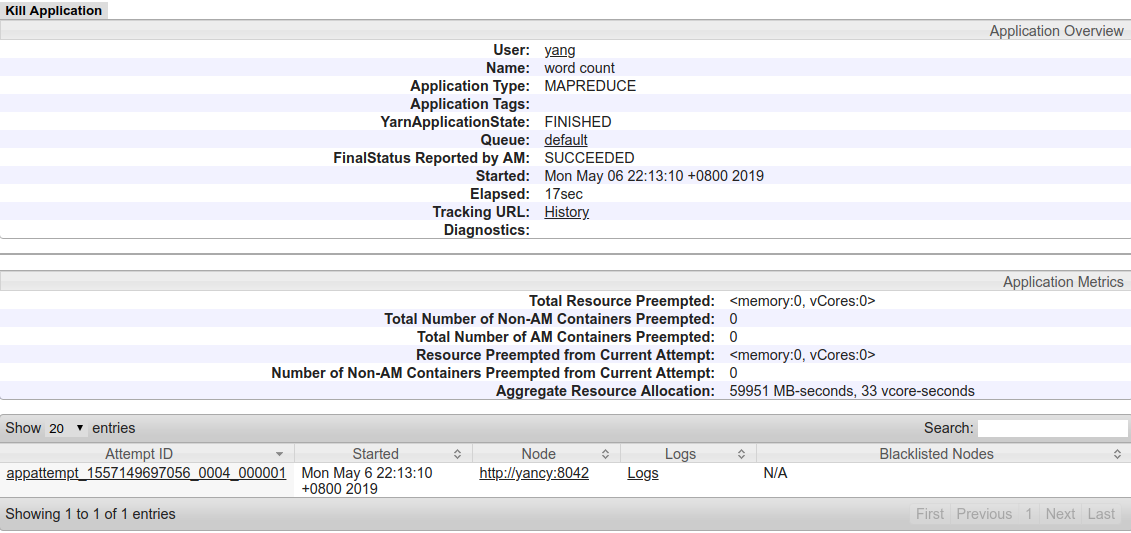 Kill Application
Application Overview
User: yang
Name: word count
Application Type: MAPREDUCE
Application Tags:
YarnApplicationState: FINISHED
Queue: default
FinalStatus Reported by AM: SUCCEEDED
Started: Mon May 06 22:13:10 +0800 2019
Elapsed: 17sec
Tracking URL: History
Diagnostics:
Application Metrics
Total Resource Preempted: <memory:0, vCores:0>
Total Number of Non-AM Containers Preempted: 0
Total Number of AM Containers Preempted: 0
Resource Preempted from Current Attempt: <memory:0, vCores:0>
Number of Non-AM Containers Preempted from Current Attempt: 0
Aggregate Resource Allocation: 59951 MB-seconds, 33 vcore-seconds
Show 20 entries Search:
Attempt ID Started Node Logs Blacklisted Nodes
appattempt_1557149697056_0004_000001 Mon May 6 22:13:10 http://yancy:8042 Logs N/A
+0800 2019
Showing 1 to 1 of 1 entries First Previous 1 Next Last